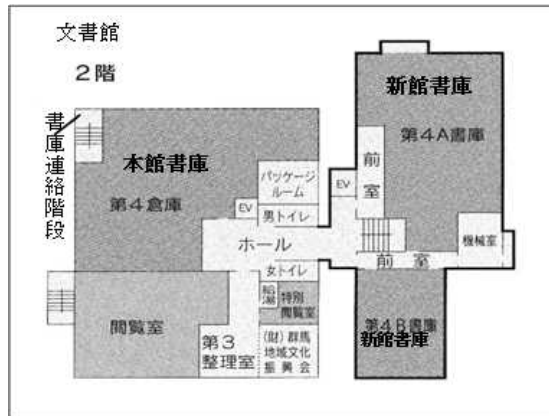 文書館
2階
書庫連絡階段
本館書庫
第4倉庫
パッケージ
ルーム
EV
男トイレ
ホール
女トイレ
給湯
特別
閲覧室
閲覧室
第3
整理室
(財)群馬
地域文化
振興会
新館書庫
第4A書庫
前室
EV
機械室
前室
第4B書庫
新館書庫